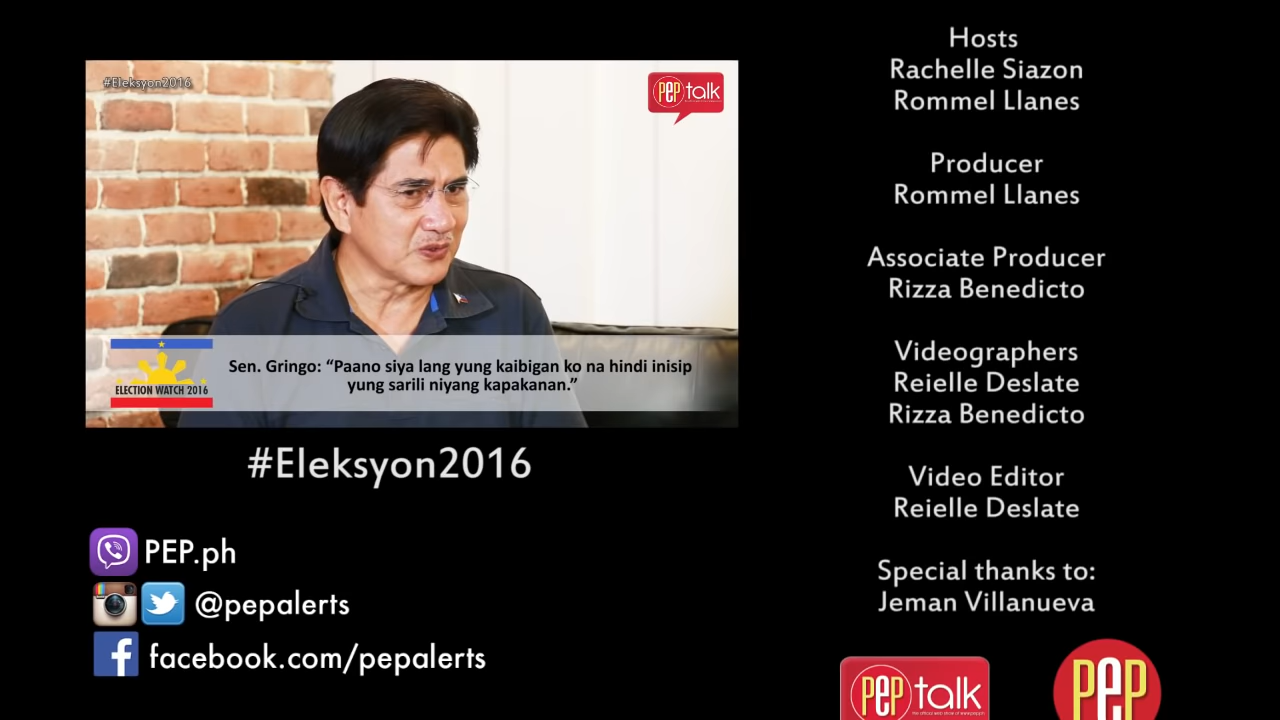 #Eleksyon2016
PEP talk
Sen. Gringo: “Paano siya lang yung kaibigan ko na hindi inisip
yung sarili niyang kapakanan.”
ELECTION WATCH 2016
#Eleksyon2016
PEP.ph
@pepalerts
facebook.com/pepalerts
Hosts
Rachelle Siazon
Rommel Llanes
Producer
Rommel Llanes
Associate Producer
Rizza Benedicto
Videographers
Reielle Deslate
Rizza Benedicto
Video Editor
Reielle Deslate
Special thanks to:
Jeman Villanueva
PEP talk
PEP